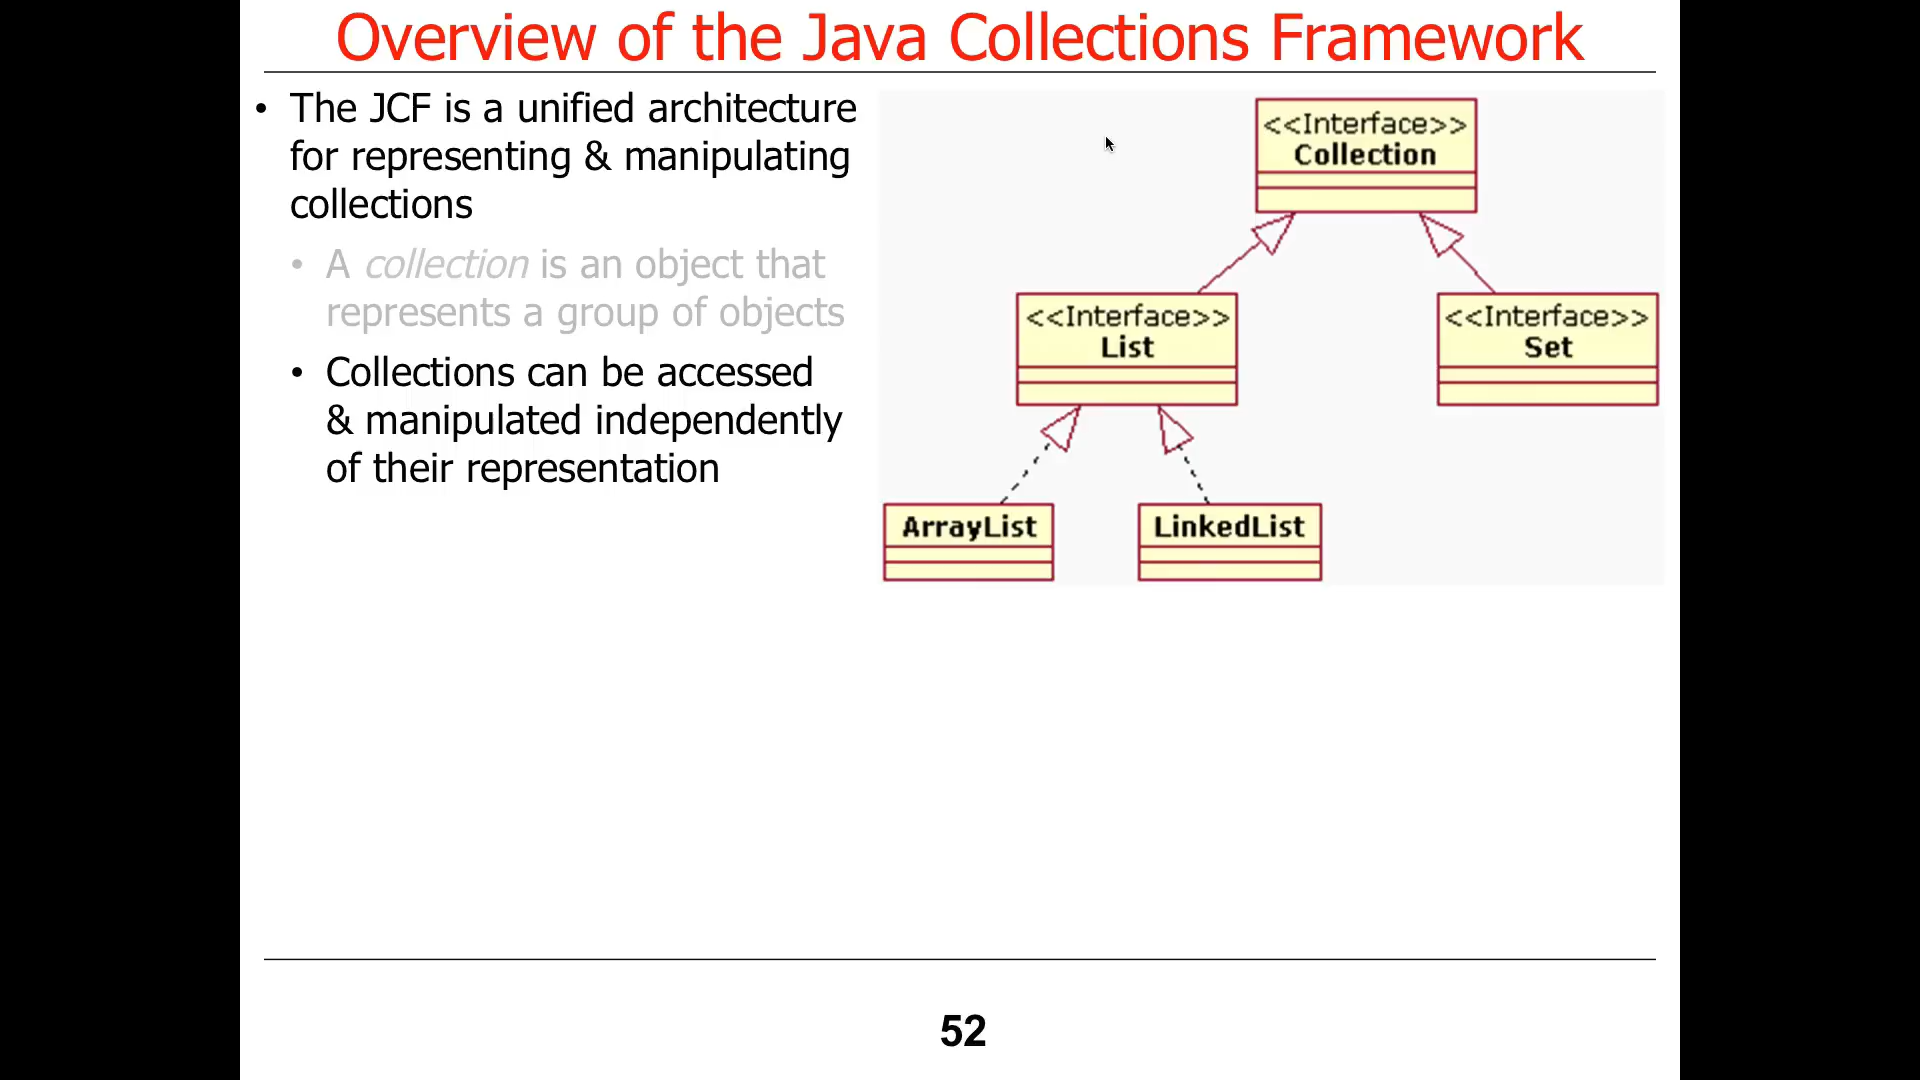 Overview of the Java Collections Framework
• The JCF is a unified architecture
for representing & manipulating
collections
• A collection is an object that
represents a group of objects
• Collections can be accessed
& manipulated independently
of their representation
<<Interface>>
Collection
<<Interface>>
List
<<Interface>>
Set
ArrayList
LinkedList
52